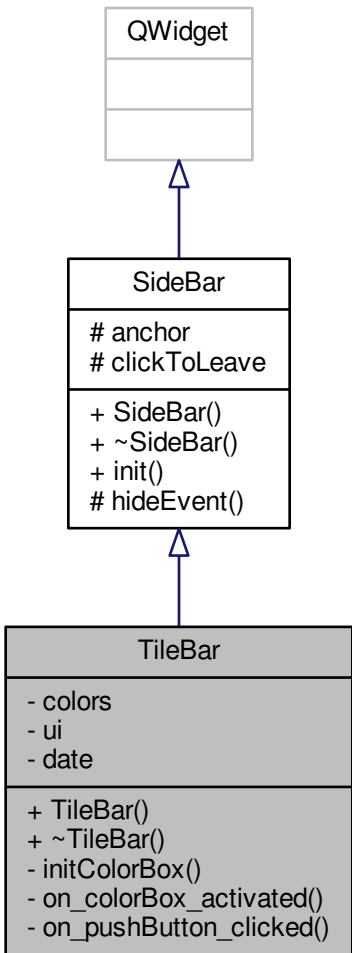 QWidget
SideBar
# anchor
# clickToLeave
+ SideBar()
+ ~SideBar()
+ init()
# hideEvent()
TileBar
- colors
- ui
- date
+ TileBar()
+ ~TileBar()
- initColorBox()
- on_colorBox_activated()
- on_pushButton_clicked()